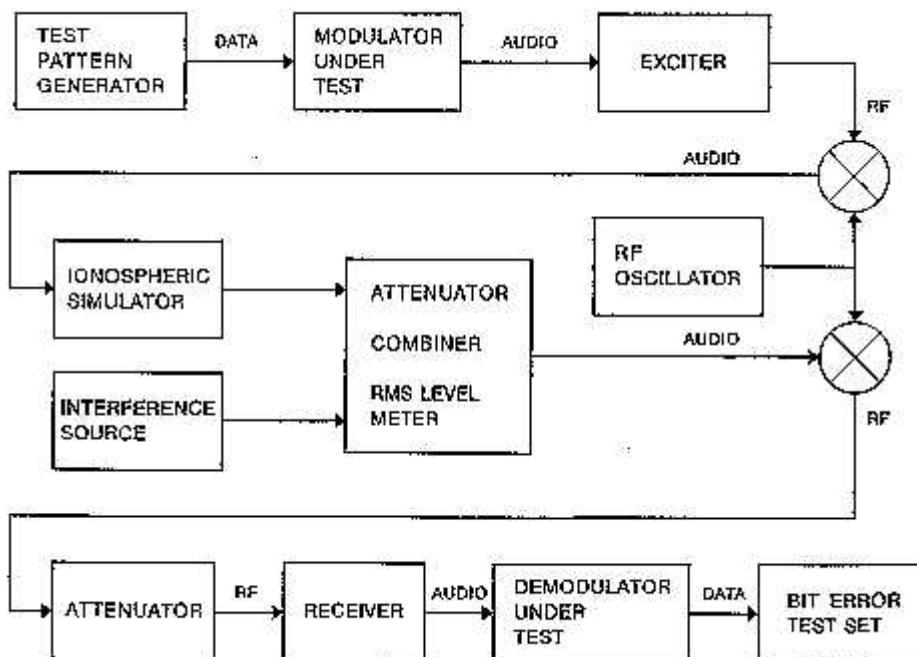 TEST
PATTERN
GENERATOR
DATA
MODULATOR
UNDER
TEST
AUDIO
EXCITER
RF
AUDIO
IONOSPHERIC
SIMULATOR
ATTENUATOR
COMBINER
RMS LEVEL
METER
RF
OSCILLATOR
AUDIO
INTERFERENCE
SOURCE
RF
ATTENUATOR
RF
RECEIVER
AUDIO
DEMODULATOR
UNDER
TEST
DATA
BIT ERROR
TEST SET